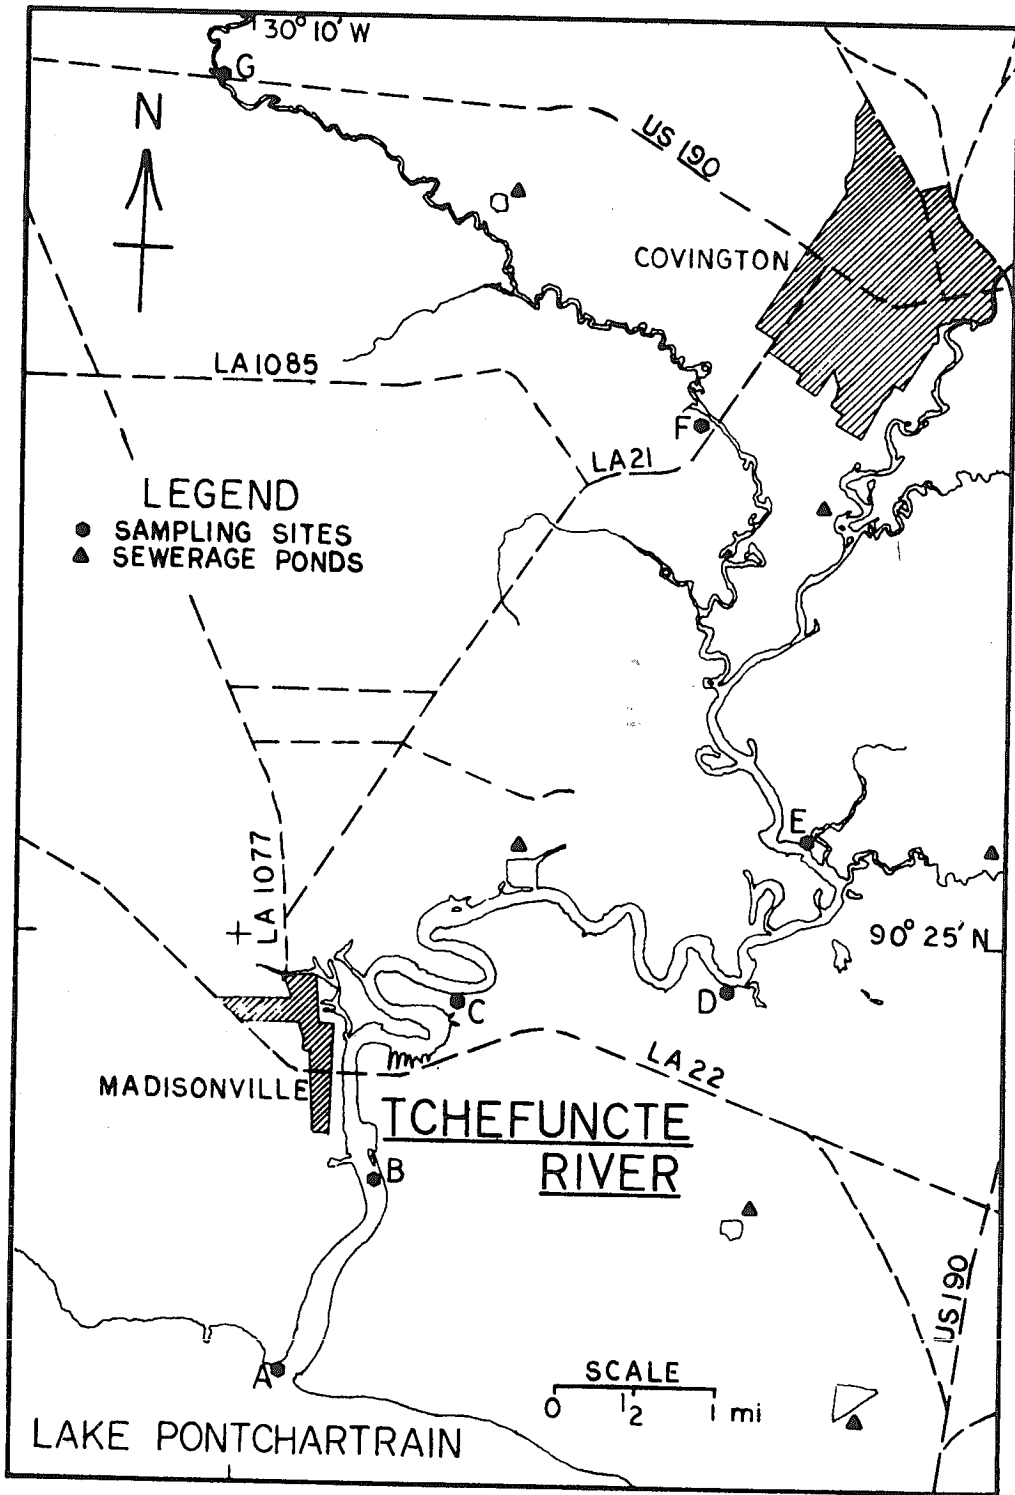 30° 10' W
G
N
US 190
COVINGTON
LA 1085
F
LA 21
LEGEND
SAMPLING SITES
SEWERAGE PONDS
LA 1077
E
90° 25' N
C
D
LA 22
MADISONVILLE
TCHEFUNCTE
RIVER
B
US 190
A
SCALE
0 1/2 1 mi
LAKE PONTCHARTRAIN